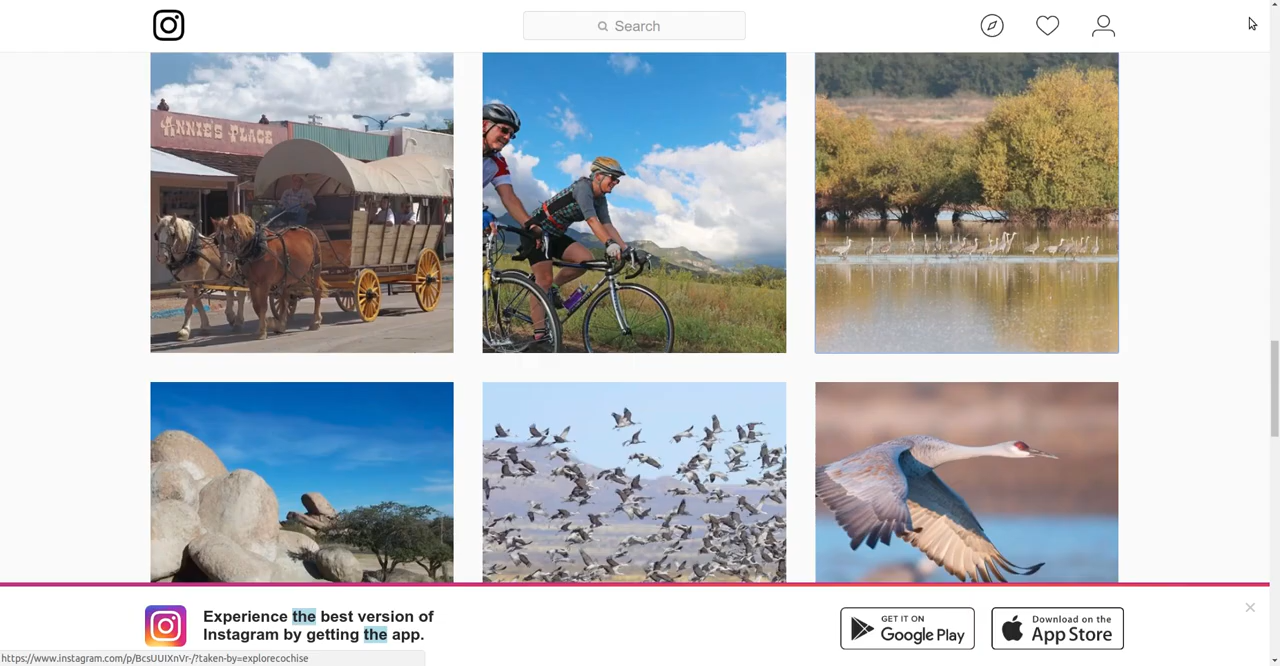 Search
ANNIE'S PLACE
Experience the best version of
Instagram by getting the app.
GET IT ON
Google Play
Download on the
App Store
https://www.instagram.com/p/BcsUUIXnVr-/?taken-by=explorecochise